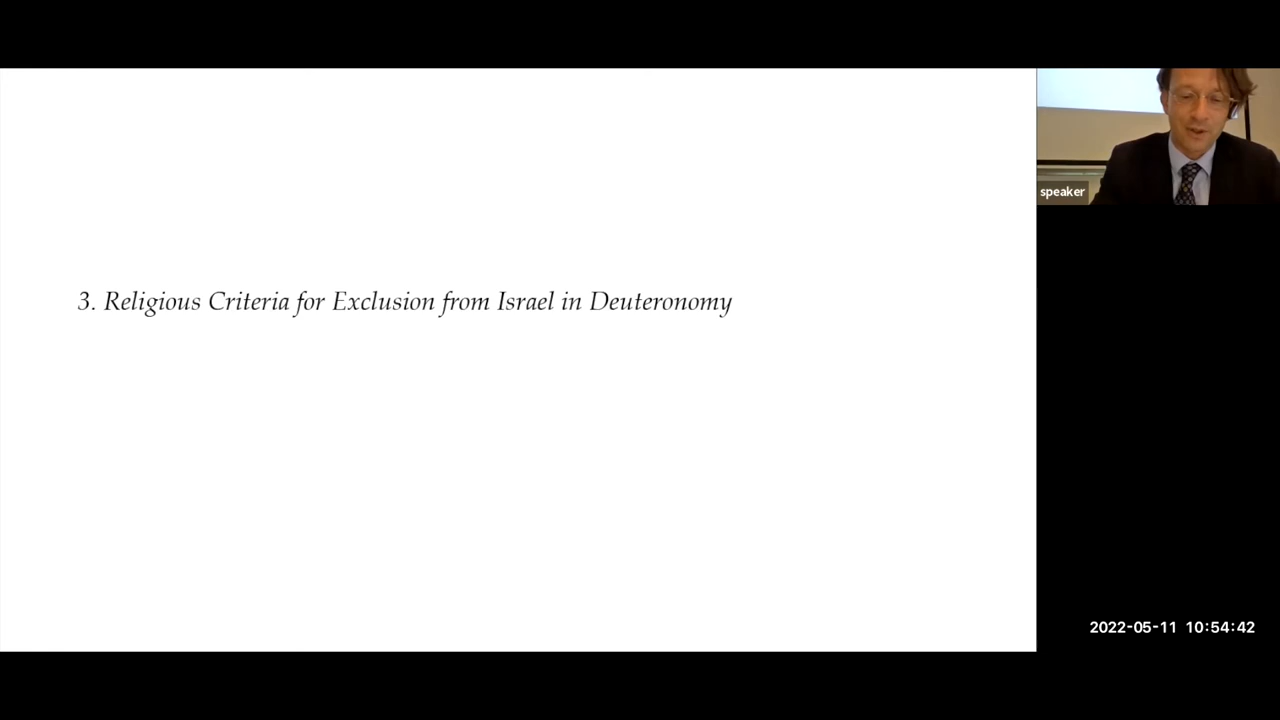 3. Religious Criteria for Exclusion from Israel in Deuteronomy
speaker
2022-05-11 10:54:42